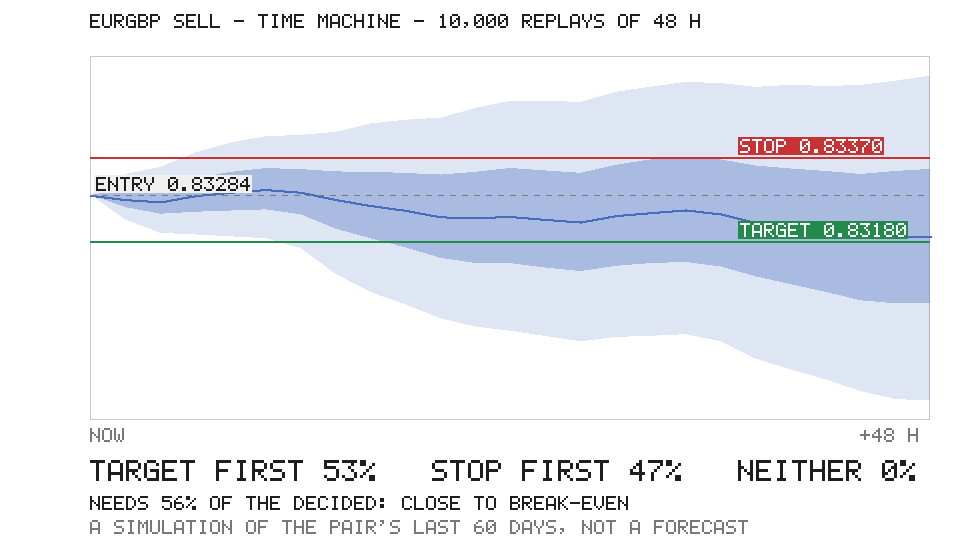 EURGBP SELL - TIME MACHINE - 10,000 REPLAYS OF 48 H
STOP 0.83370
ENTRY 0.83284
TARGET 0.83180
NOW +48 H
TARGET FIRST 53% STOP FIRST 47% NEITHER 0%
NEEDS 56% OF THE DECIDED: CLOSE TO BREAK-EVEN
A SIMULATION OF THE PAIR'S LAST 60 DAYS, NOT A FORECAST